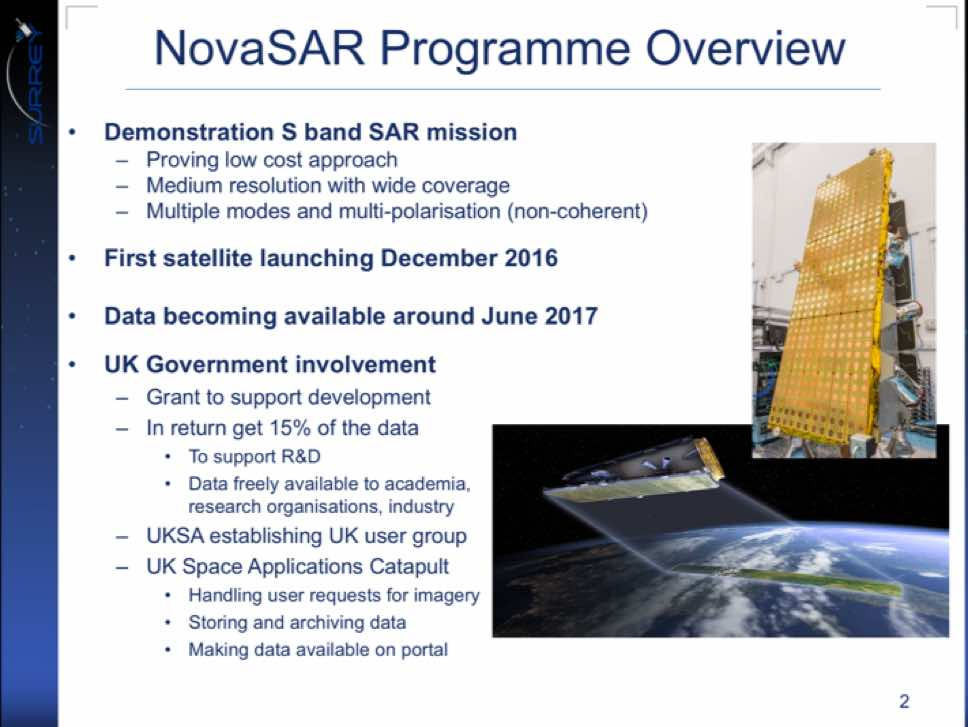 SURREY
NovaSAR Programme Overview
• Demonstration S band SAR mission
– Proving low cost approach
– Medium resolution with wide coverage
– Multiple modes and multi-polarisation (non-coherent)
• First satellite launching December 2016
• Data becoming available around June 2017
• UK Government involvement
– Grant to support development
– In return get 15% of the data
• To support R&D
• Data freely available to academia,
research organisations, industry
– UKSA establishing UK user group
– UK Space Applications Catapult
• Handling user requests for imagery
• Storing and archiving data
• Making data available on portal
2